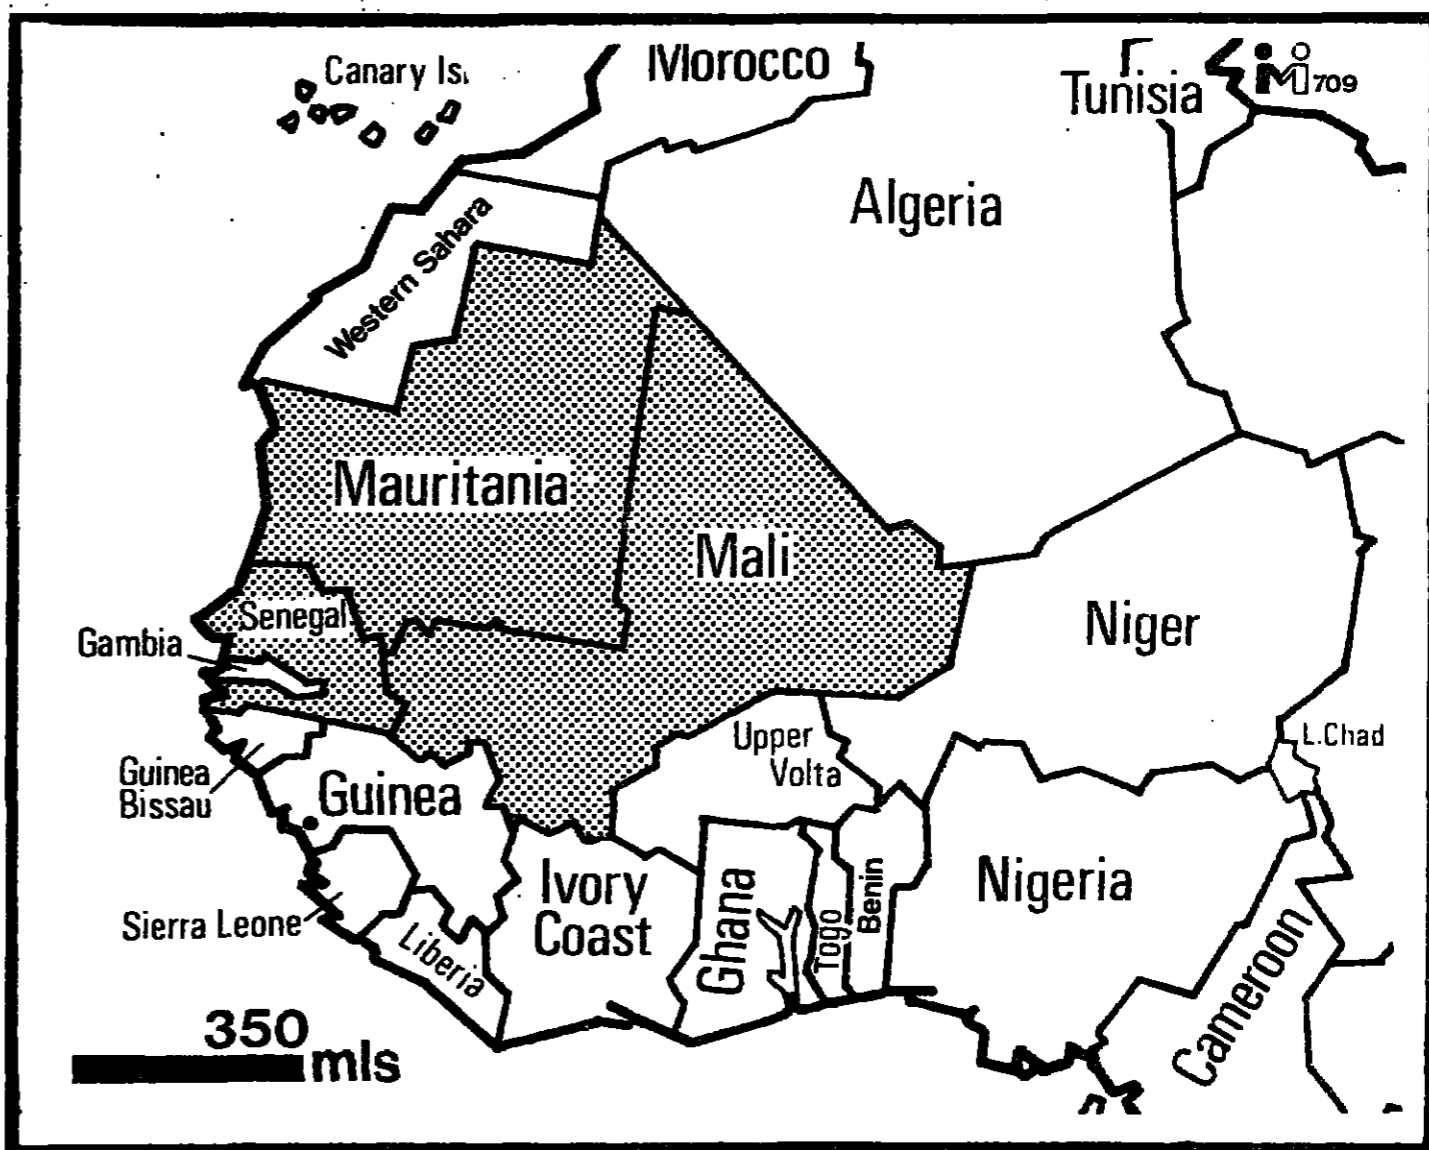 Canary Is.
Morocco
Tunisia
iMi 709
Algeria
Western Sahara
Mauritania
Mali
Senegal
Gambia
Niger
Upper
Volta
L.Chad
Guinea
Bissau
Guinea
Ivory
Coast
Ghana
Togo
Benin
Nigeria
Sierra Leone
Liberia
Cameroon
350
mls